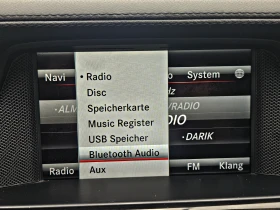 Navi
System
• Radio
Disc
Hz
Speicherkarte
/RADIO
• ALM
Music Register
DIO
USB Speicher
• DARIK
Bluetooth Audio
Radio
Aux
FM
Klang